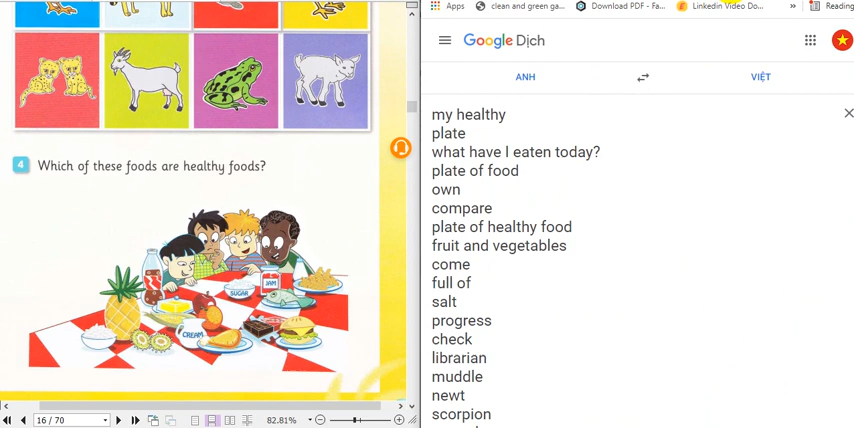 4 Which of these foods are healthy foods?
SUGAR
JAM
CREAM
16 / 70
82.81%
Apps
clean and green ga...
Download PDF - Fa...
Linkedin Video Do...
»
Reading
Google Dịch
ANH
VIỆT
my healthy
plate
what have I eaten today?
plate of food
own
compare
plate of healthy food
fruit and vegetables
come
full of
salt
progress
check
librarian
muddle
newt
scorpion